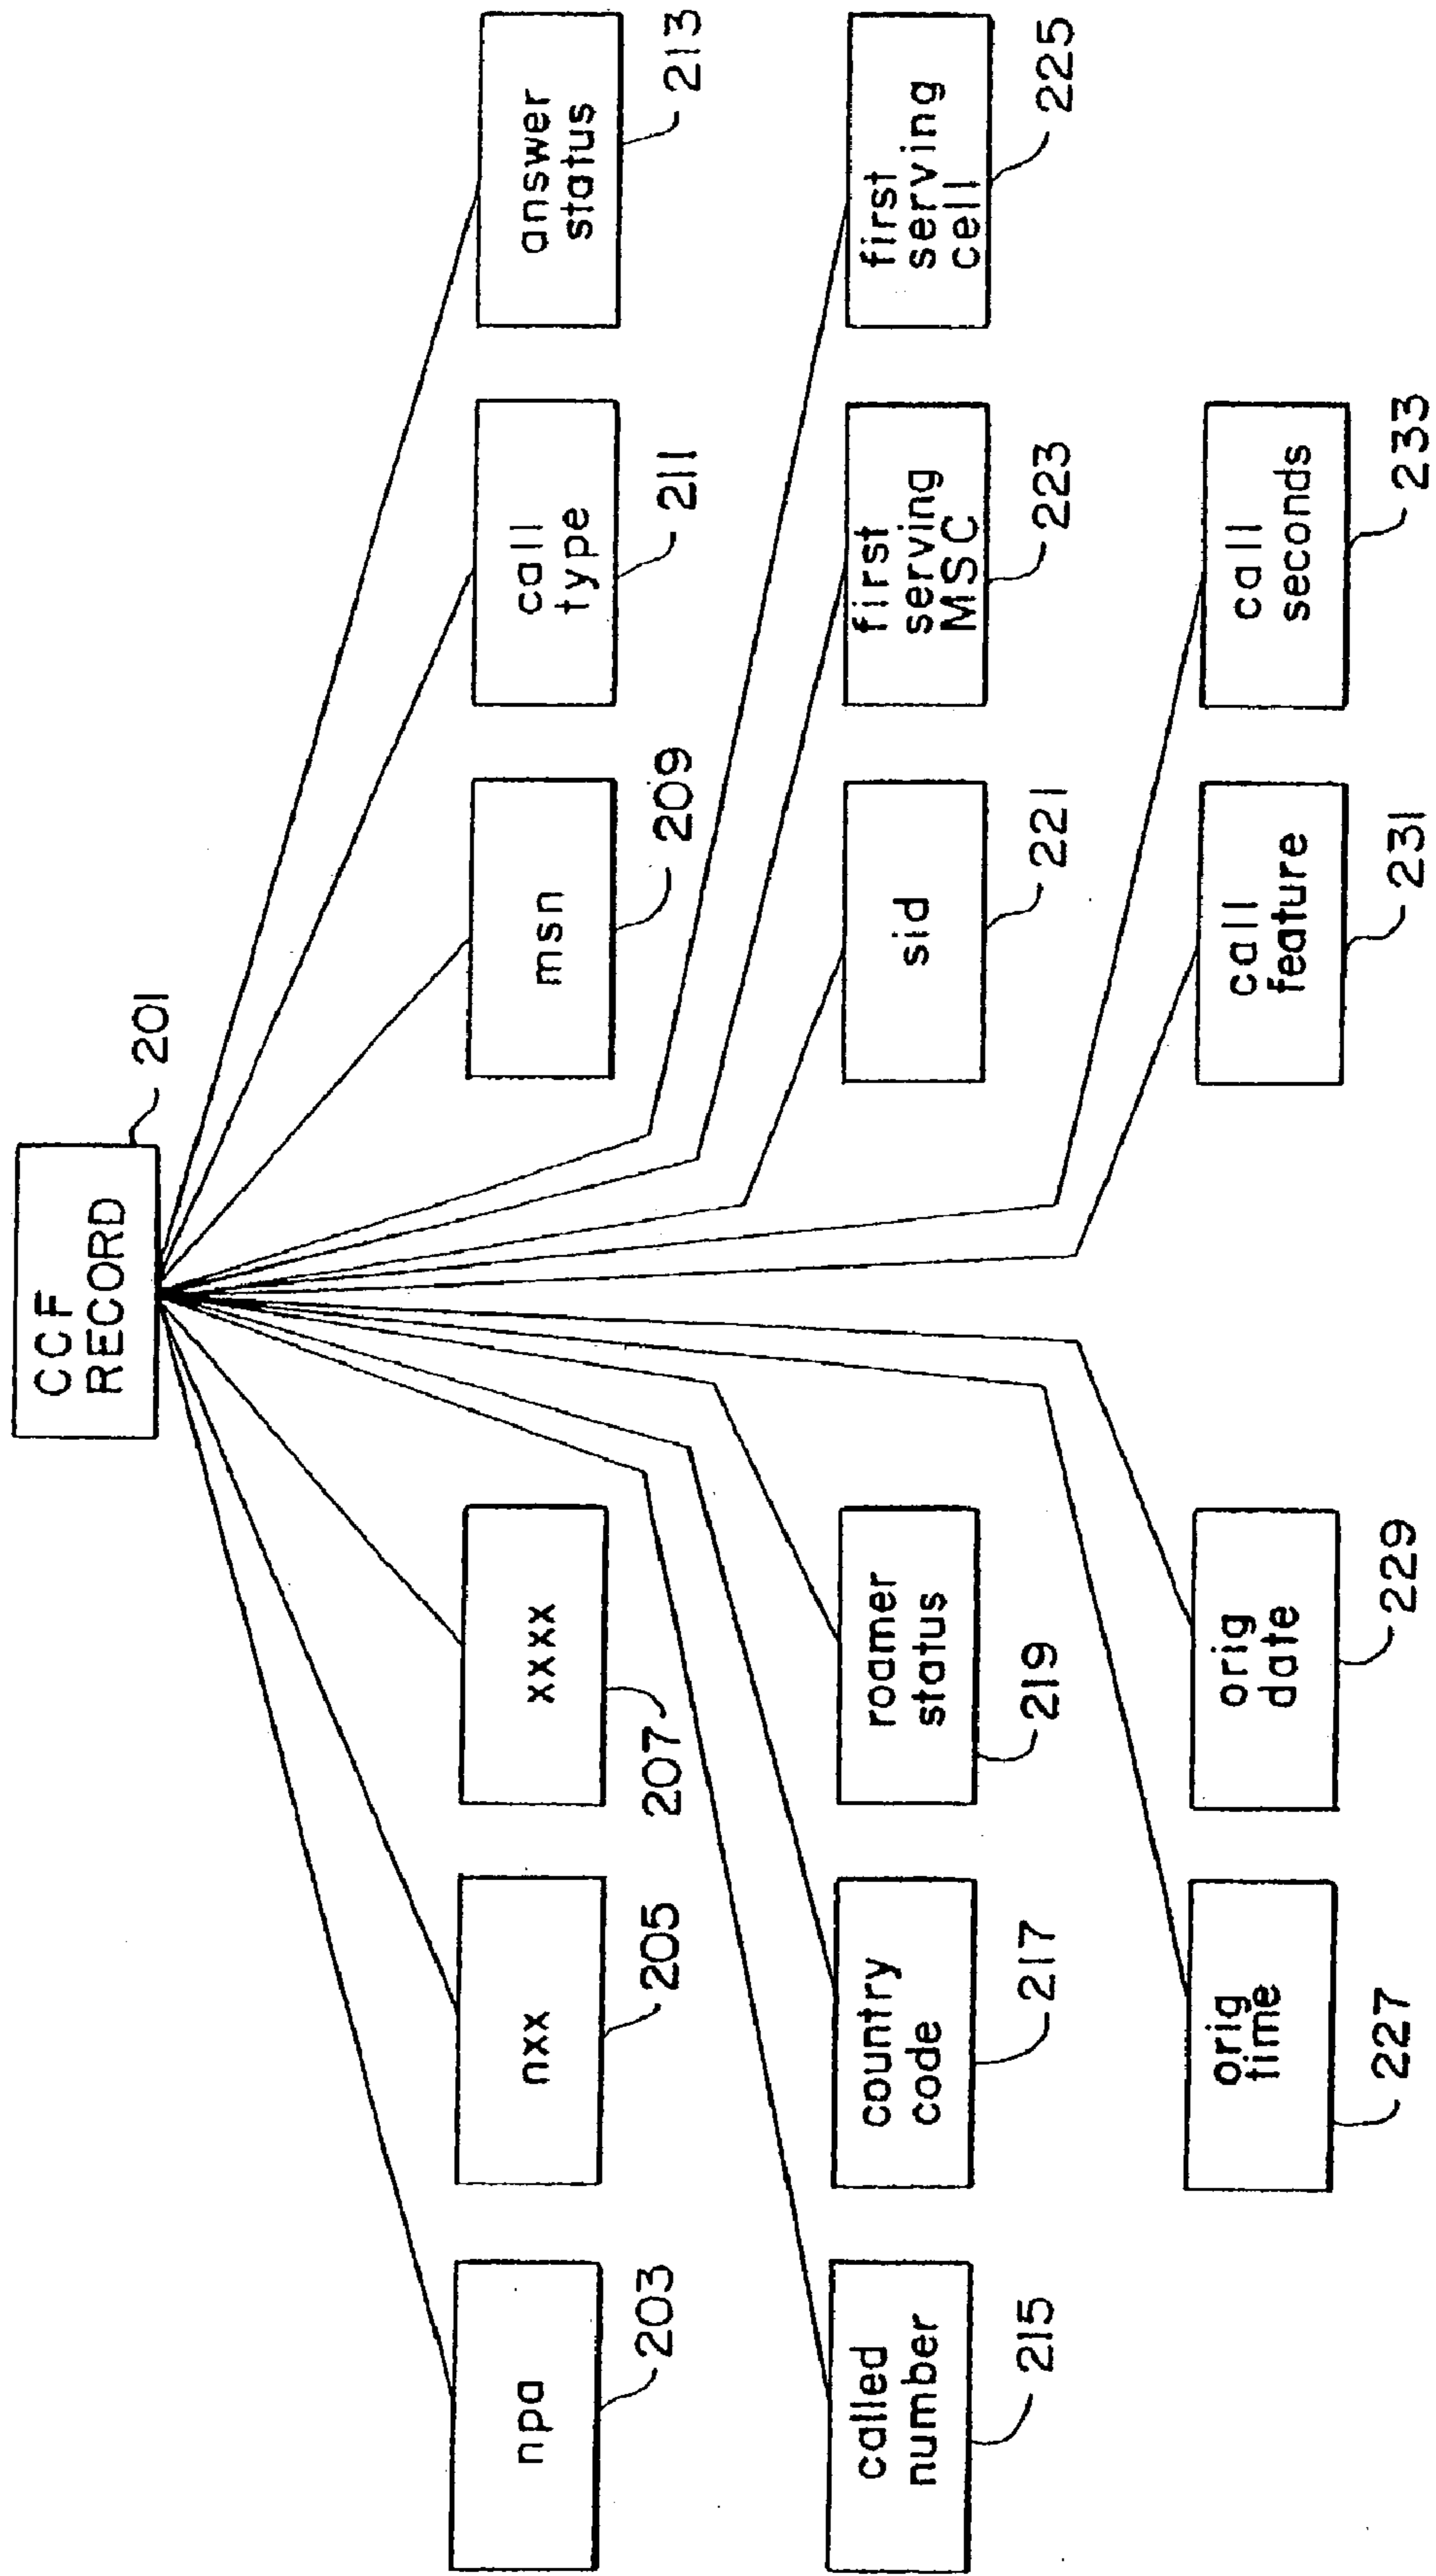 CCF
RECORD
201
npa
203
nxx
205
xxxx
207
msn
209
call
type
211
answer
status
213
called
number
215
country
code
217
roamer
status
219
sid
221
first
serving
MSC
223
first
serving
cell
225
orig
time
227
orig
date
229
call
feature
231
call
seconds
233